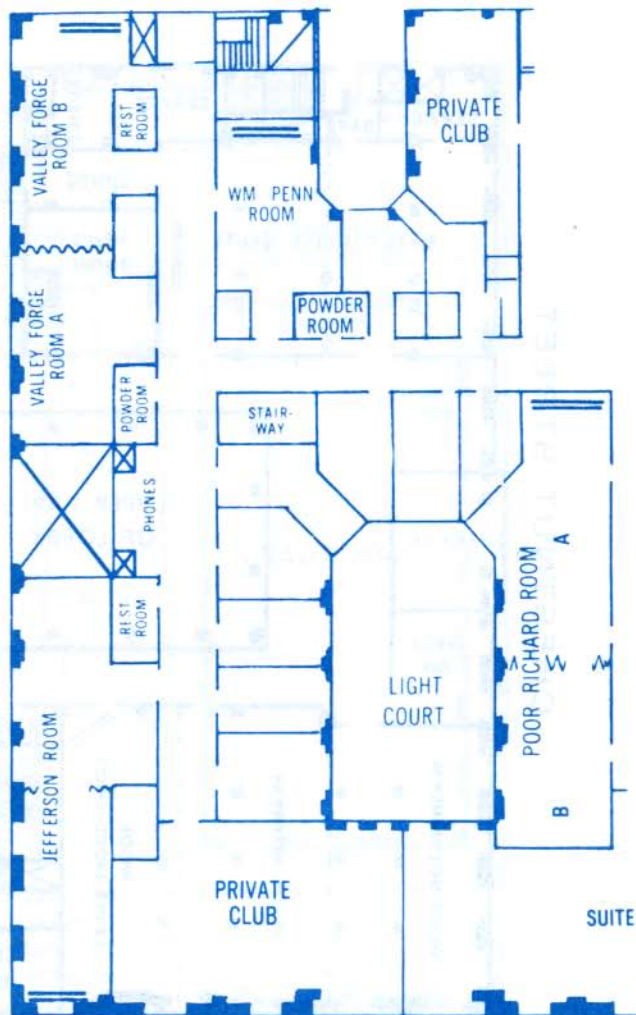 VALLEY FORGE
ROOM B
REST
ROOM
WM PENN
ROOM
PRIVATE
CLUB
VALLEY FORGE
ROOM A
POWDER
ROOM
POWDER
ROOM
STAIR-
WAY
PHONES
REST
ROOM
LIGHT
COURT
POOR RICHARD ROOM
A
B
JEFFERSON ROOM
PRIVATE
CLUB
SUITE